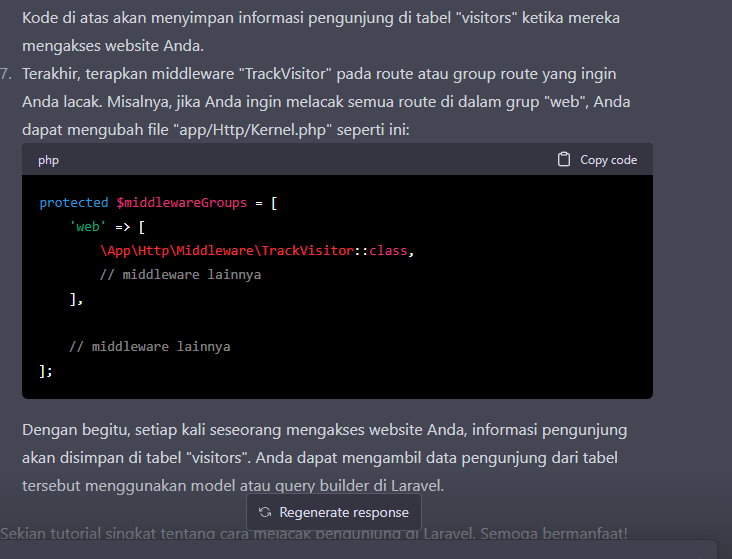 Kode di atas akan menyimpan informasi pengunjung di tabel "visitors" ketika mereka
mengakses website Anda.
7. Terakhir, terapkan middleware "TrackVisitor" pada route atau group route yang ingin
Anda lacak. Misalnya, jika Anda ingin melacak semua route di dalam grup "web", Anda
dapat mengubah file "app/Http/Kernel.php" seperti ini:
php Copy code
protected $middlewareGroups = [
'web' => [
\App\Http\Middleware\TrackVisitor::class,
// middleware lainnya
],
// middleware lainnya
];
Dengan begitu, setiap kali seseorang mengakses website Anda, informasi pengunjung
akan disimpan di tabel "visitors". Anda dapat mengambil data pengunjung dari tabel
tersebut menggunakan model atau query builder di Laravel.
Regenerate response
Sekian tutorial singkat tentang cara melacak pengunjung di Laravel. Semoga bermanfaat!